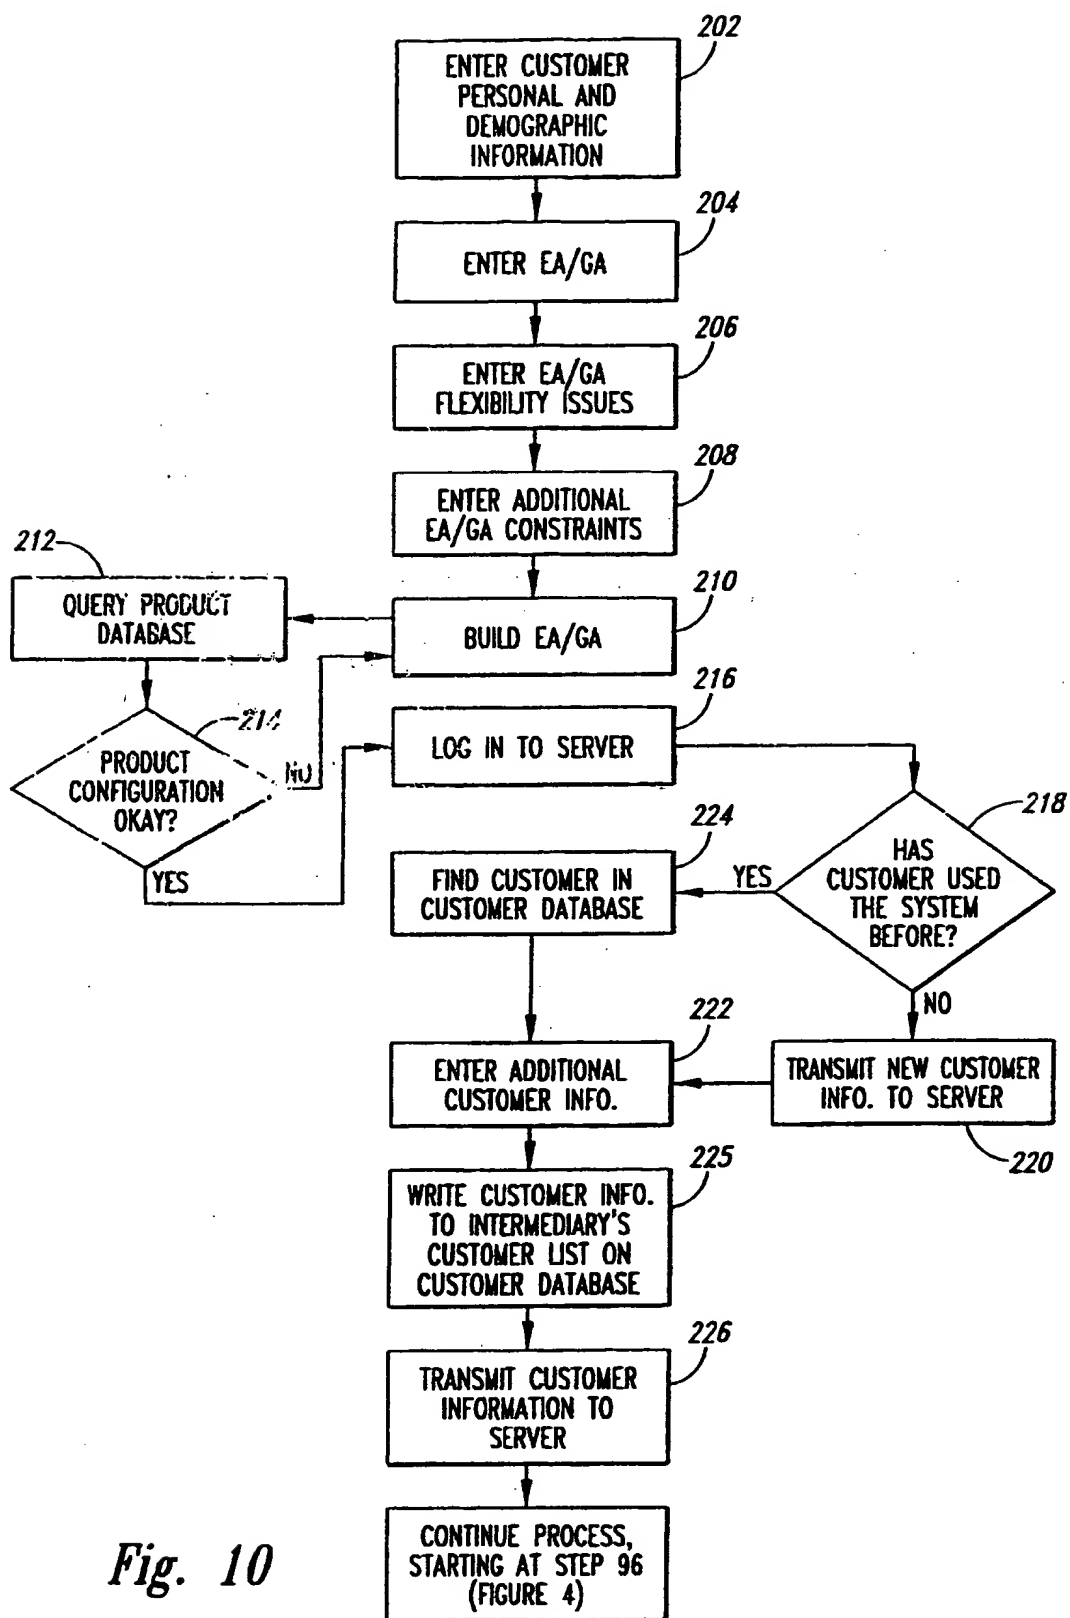 202
ENTER CUSTOMER
PERSONAL AND
DEMOGRAPHIC
INFORMATION
204
ENTER EA/GA
206
ENTER EA/GA
FLEXIBILITY ISSUES
208
ENTER ADDITIONAL
EA/GA CONSTRAINTS
212
QUERY PRODUCT
DATABASE
210
BUILD EA/GA
214
PRODUCT
CONFIGURATION
OKAY?
NO
YES
216
LOG IN TO SERVER
218
HAS
CUSTOMER USED
THE SYSTEM
BEFORE?
YES
NO
224
FIND CUSTOMER IN
CUSTOMER DATABASE
222
ENTER ADDITIONAL
CUSTOMER INFO.
TRANSMIT NEW CUSTOMER
INFO. TO SERVER
220
225
WRITE CUSTOMER INFO.
TO INTERMEDIARY'S
CUSTOMER LIST ON
CUSTOMER DATABASE
226
TRANSMIT CUSTOMER
INFORMATION TO
SERVER
CONTINUE PROCESS,
STARTING AT STEP 96
(FIGURE 4)
Fig. 10